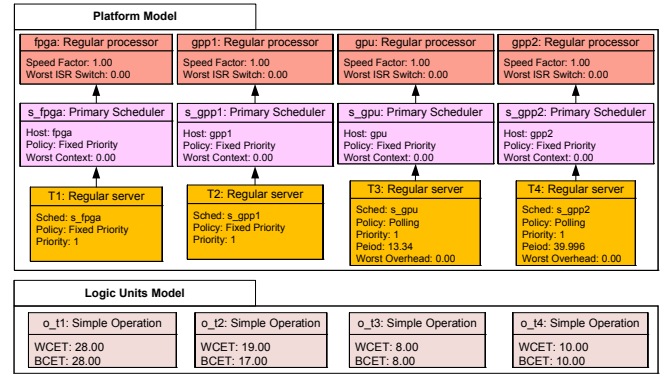 Platform Model
fpga: Regular processor
Speed Factor: 1.00
Worst ISR Switch: 0.00
gpp1: Regular processor
Speed Factor: 1.00
Worst ISR Switch: 0.00
gpu: Regular processor
Speed Factor: 1.00
Worst ISR Switch: 0.00
gpp2: Regular processor
Speed Factor: 1.00
Worst ISR Switch: 0.00
s_fpga: Primary Scheduler
Host: fpga
Policy: Fixed Priority
Worst Context: 0.00
s_gpp1: Primary Scheduler
Host: gpp1
Policy: Fixed Priority
Worst Context: 0.00
s_gpu: Primary Scheduler
Host: gpu
Policy: Fixed Priority
Worst Context: 0.00
s_gpp2: Primary Scheduler
Host: gpp2
Policy: Fixed Priority
Worst Context: 0.00
T1: Regular server
Sched: s_fpga
Policy: Fixed Priority
Priority: 1
T2: Regular server
Sched: s_gpp1
Policy: Fixed Priority
Priority: 1
T3: Regular server
Sched: s_gpu
Policy: Polling
Priority: 1
Peiod: 13.34
Worst Overhead: 0.00
T4: Regular server
Sched: s_gpp2
Policy: Polling
Priority: 1
Peiod: 39.996
Worst Overhead: 0.00
Logic Units Model
o_t1: Simple Operation
WCET: 28.00
BCET: 28.00
o_t2: Simple Operation
WCET: 19.00
BCET: 17.00
o_t3: Simple Operation
WCET: 8.00
BCET: 8.00
o_t4: Simple Operation
WCET: 10.00
BCET: 10.00